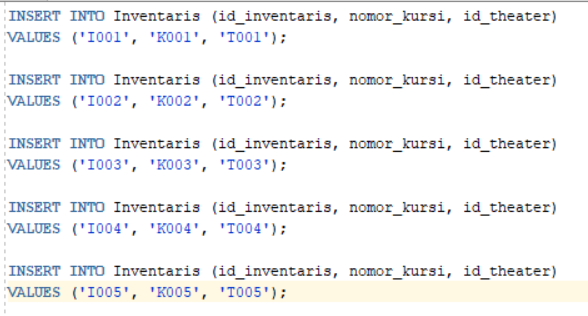 INSERT INTO Inventaris (id_inventaris, nomor_kursi, id_theater)
VALUES ('I001', 'K001', 'T001');
INSERT INTO Inventaris (id_inventaris, nomor_kursi, id_theater)
VALUES ('I002', 'K002', 'T002');
INSERT INTO Inventaris (id_inventaris, nomor_kursi, id_theater)
VALUES ('I003', 'K003', 'T003');
INSERT INTO Inventaris (id_inventaris, nomor_kursi, id_theater)
VALUES ('I004', 'K004', 'T004');
INSERT INTO Inventaris (id_inventaris, nomor_kursi, id_theater)
VALUES ('I005', 'K005', 'T005');